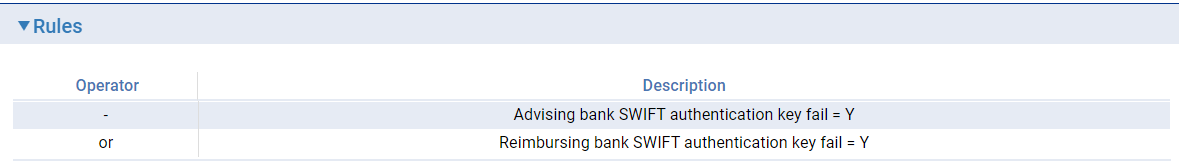 Rules
Operator Description
- Advising bank SWIFT authentication key fail = Y
or Reimbursing bank SWIFT authentication key fail = Y